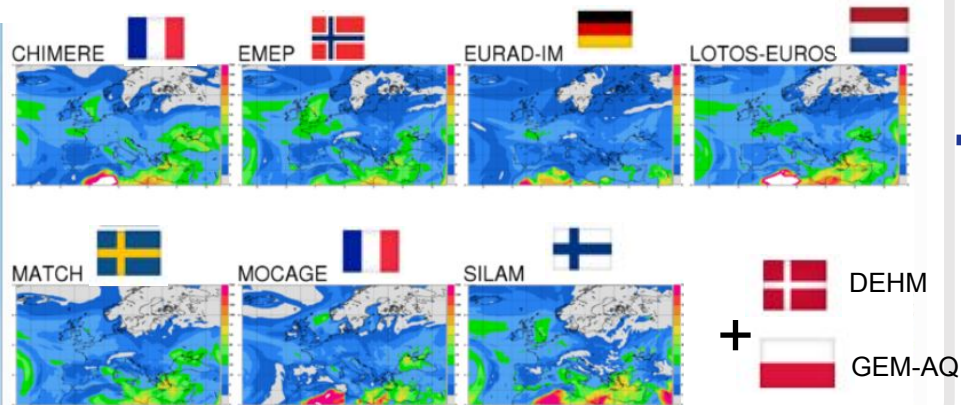 CHIMERE
EMEP
EURAD-IM
LOTOS-EUROS
MATCH
MOCAGE
SILAM
+
DEHM
GEM-AQ